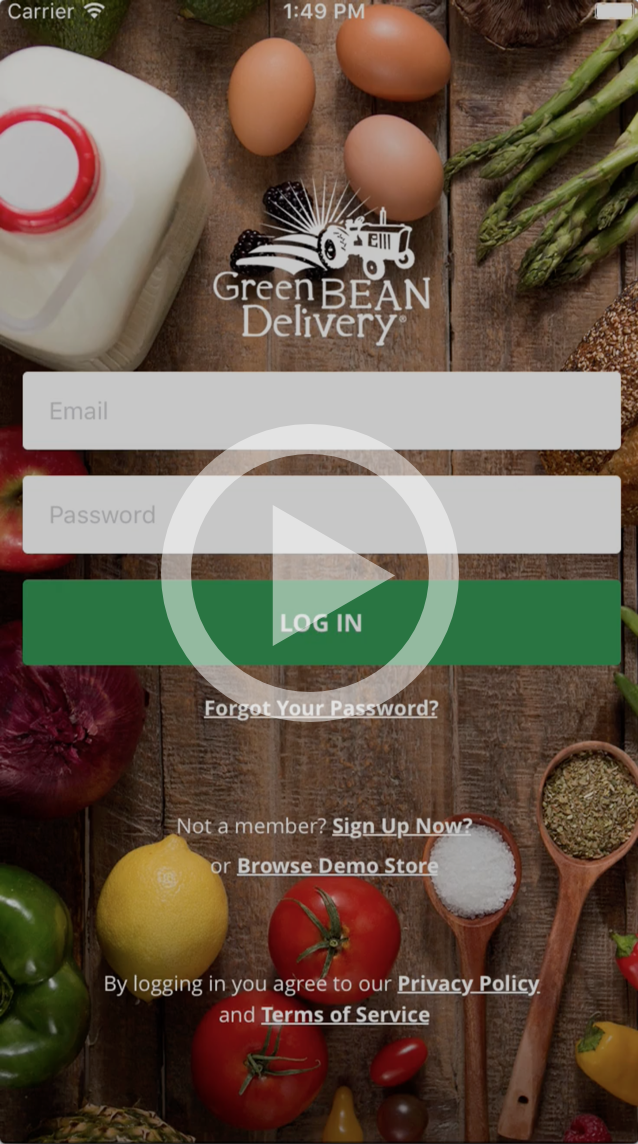 Carrier 1:49 PM
Green BEAN
Delivery®
Email
Password
LOG IN
Forgot Your Password?
Not a member? Sign Up Now?
or Browse Demo Store
By logging in you agree to our Privacy Policy
and Terms of Service